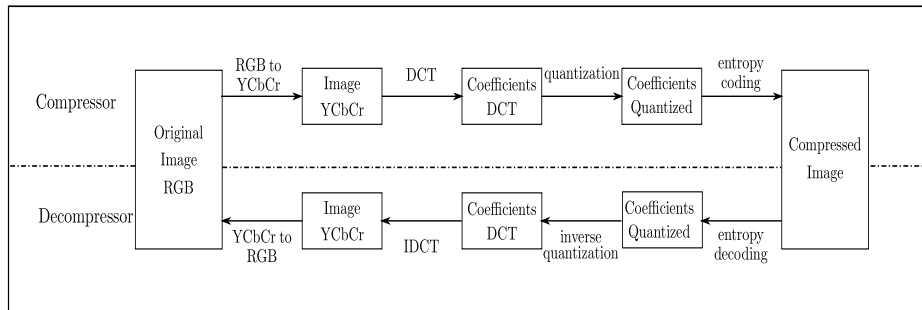 RGB to
YCbCr
DCT
quantization
entropy
coding
Compressor
Original
Image
RGB
Image
YCbCr
Coefficients
DCT
Coefficients
Quantized
Compressed
Image
Decompressor
Image
YCbCr
Coefficients
DCT
Coefficients
Quantized
YCbCr to
RGB
IDCT
inverse
quantization
entropy
decoding